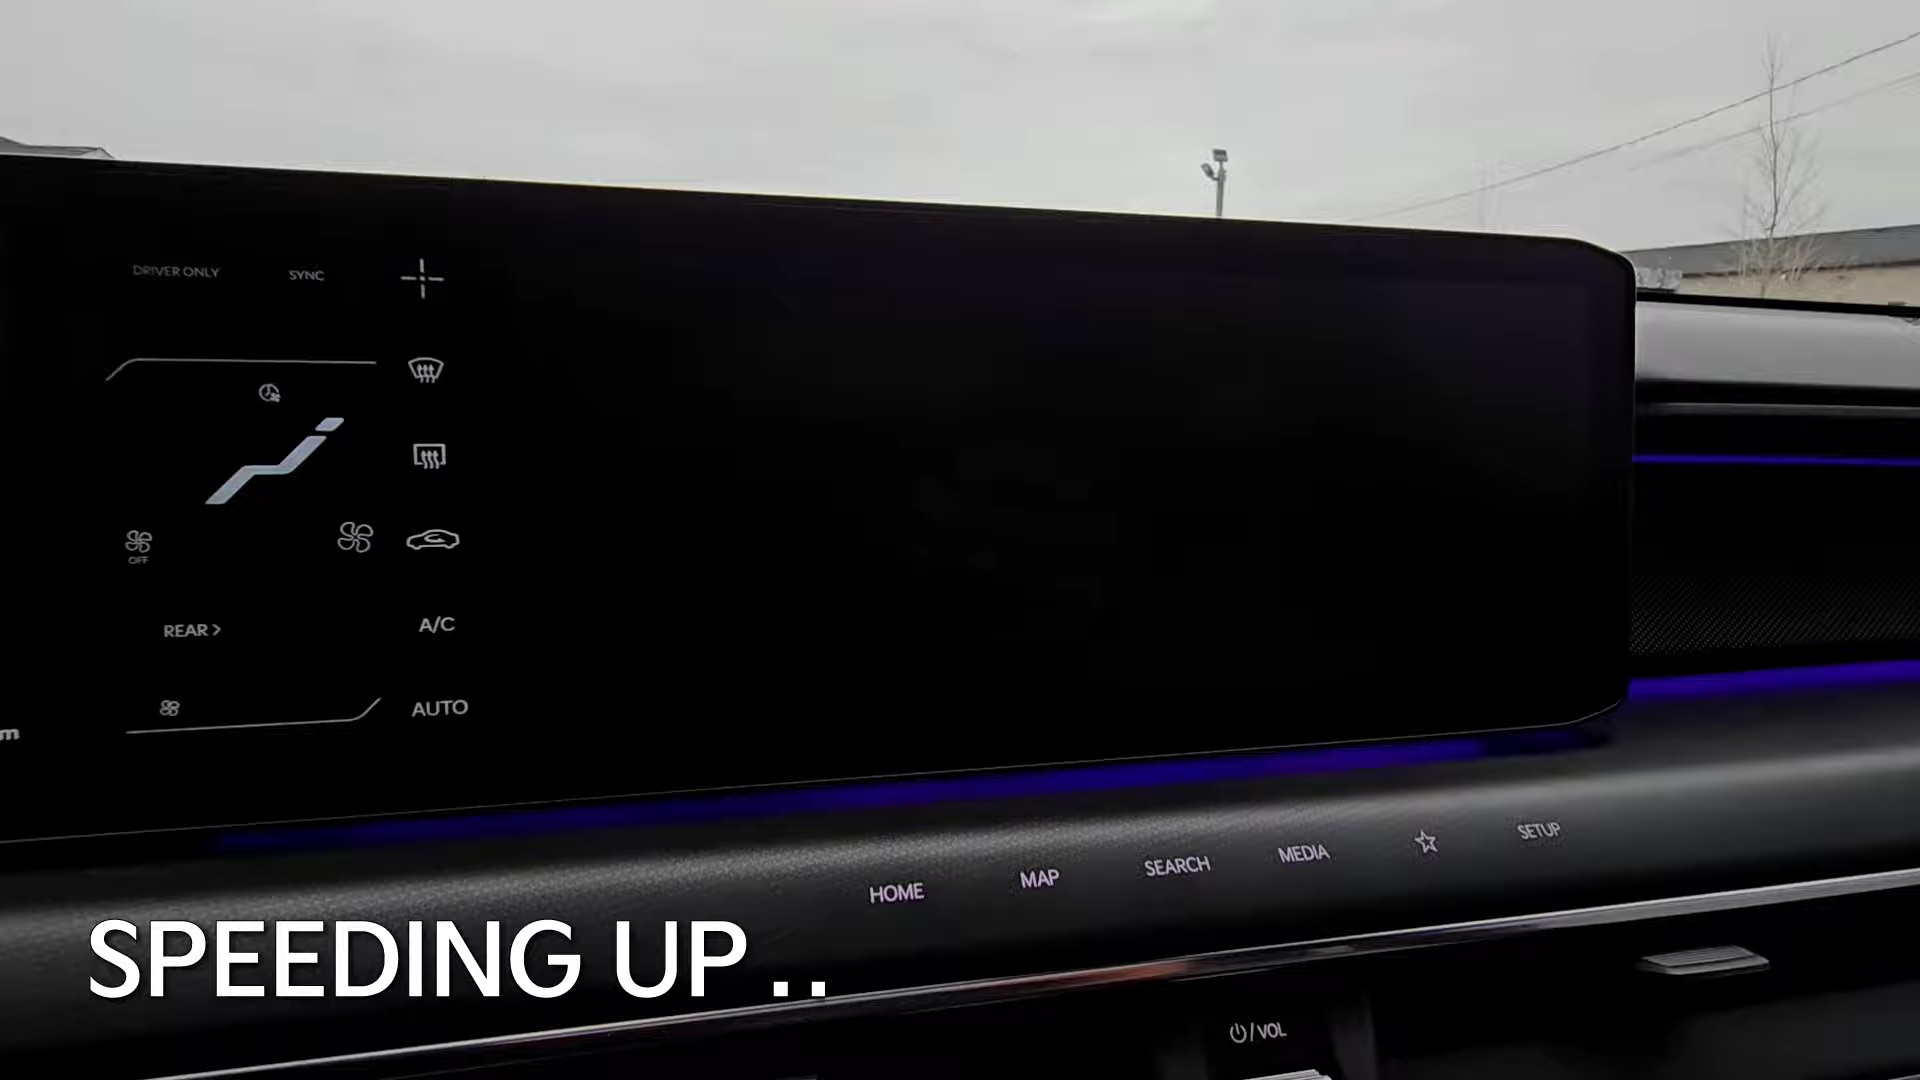 DRIVER ONLY
SYNC
OFF
REAR >
A/C
AUTO
m
HOME
MAP
SEARCH
MEDIA
SETUP
SPEEDING UP ..
/VOL